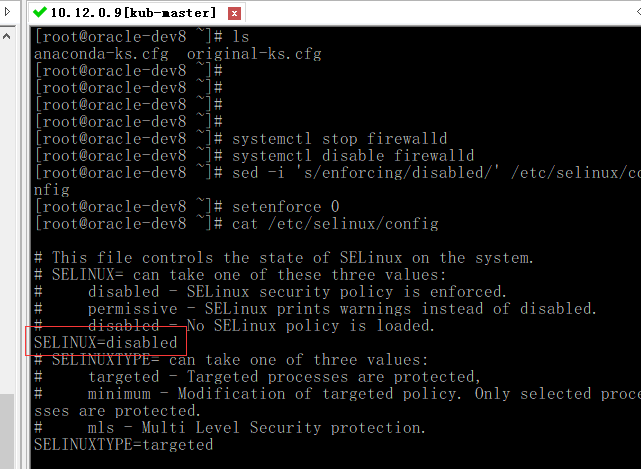 10.12.0.9[kub-master]
[root@oracle-dev8 ~]# ls
anaconda-ks.cfg  original-ks.cfg
[root@oracle-dev8 ~]#
[root@oracle-dev8 ~]#
[root@oracle-dev8 ~]#
[root@oracle-dev8 ~]#
[root@oracle-dev8 ~]# systemctl stop firewalld
[root@oracle-dev8 ~]# systemctl disable firewalld
[root@oracle-dev8 ~]# sed -i 's/enforcing/disabled/' /etc/selinux/co
nfig
[root@oracle-dev8 ~]# setenforce 0
[root@oracle-dev8 ~]# cat /etc/selinux/config
# This file controls the state of SELinux on the system.
# SELINUX= can take one of these three values:
#     disabled - SELinux security policy is enforced.
#     permissive - SELinux prints warnings instead of disabled.
#     disabled - No SELinux policy is loaded.
SELINUX=disabled
# SELINUXTYPE= can take one of three values:
#     targeted - Targeted processes are protected,
#     minimum - Modification of targeted policy. Only selected proce
sses are protected.
#     mls - Multi Level Security protection.
SELINUXTYPE=targeted